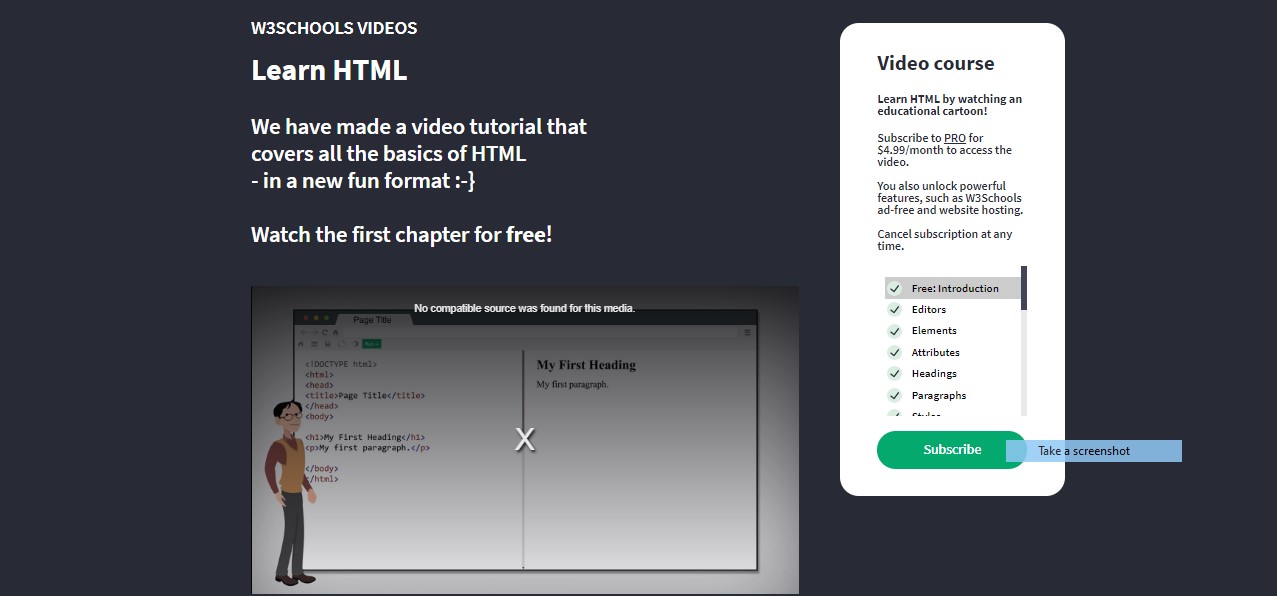 W3SCHOOLS VIDEOS
Learn HTML
We have made a video tutorial that
covers all the basics of HTML
- in a new fun format :-}
Watch the first chapter for free!
No compatible source was found for this media.
Page Title
<!DOCTYPE html>
<html>
<head>
<title>Page Title</title>
</head>
<body>
<h1>My First Heading</h1>
<p>My first paragraph.</p>
</body>
</html>
My First Heading
My first paragraph.
X
Video course
Learn HTML by watching an
educational cartoon!
Subscribe to PRO for
$4.99/month to access the
video.
You also unlock powerful
features, such as W3Schools
ad-free and website hosting.
Cancel subscription at any
time.
Free: Introduction
Editors
Elements
Attributes
Headings
Paragraphs
Styles
Subscribe
Take a screenshot